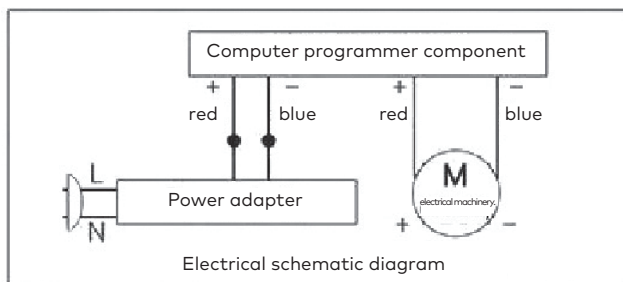 Computer programmer component
+ − + −
red blue red blue
L
Power adapter
N
M
electrical machinery.
+ −
Electrical schematic diagram